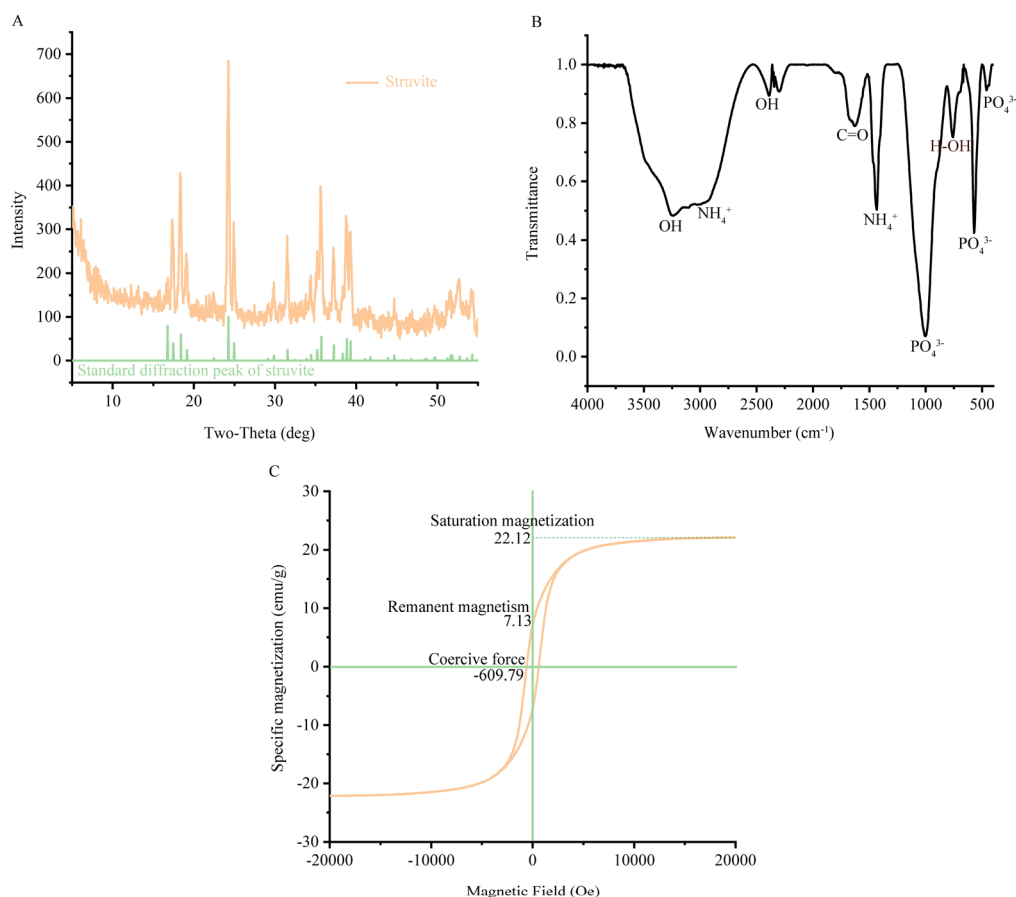 A
700
600
500
400
300
200
100
0
Intensity
Struvite
Standard diffraction peak of struvite
10
20
30
40
50
Two-Theta (deg)
B
1.0
0.8
0.6
0.4
0.2
0.0
Transmittance
OH
NH₄⁺
OH
C=O
NH₄⁺
PO₄³⁻
H-OH
PO₄³⁻
PO₄³⁻
4000
3500
3000
2500
2000
1500
1000
500
Wavenumber (cm⁻¹)
C
30
20
10
0
-10
-20
-30
Specific magnetization (emu/g)
Saturation magnetization
22.12
Remanent magnetism
7.13
Coercive force
-609.79
-20000
-10000
0
10000
20000
Magnetic Field (Oe)